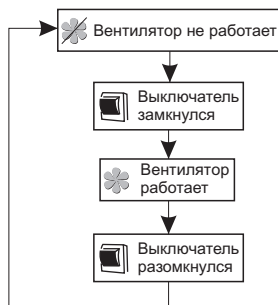 Вентилятор не работает
Выключатель
замкнулся
Вентилятор
работает
Выключатель
разомкнулся